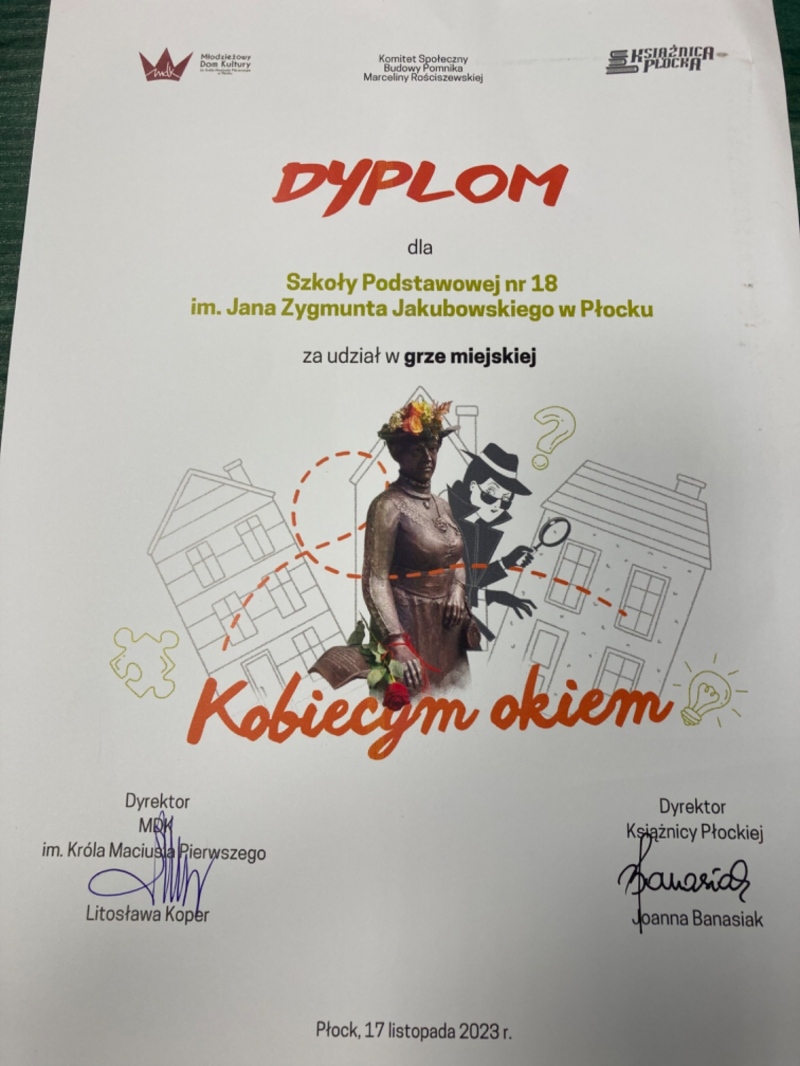 mdk
Młodzieżowy
Dom Kultury
Komitet Społeczny
Budowy Pomnika
Marceliny Rościszewskiej
KSIĄŻNICA
PŁOCKA
DYPLOM
dla
Szkoły Podstawowej nr 18
im. Jana Zygmunta Jakubowskiego w Płocku
za udział w grze miejskiej
Kobiecym okiem
Dyrektor
MDK
im. Króla Maciusia Pierwszego
Litosława Koper
Dyrektor
Książnicy Płockiej
Banasiak
Joanna Banasiak
Płock, 17 listopada 2023 r.